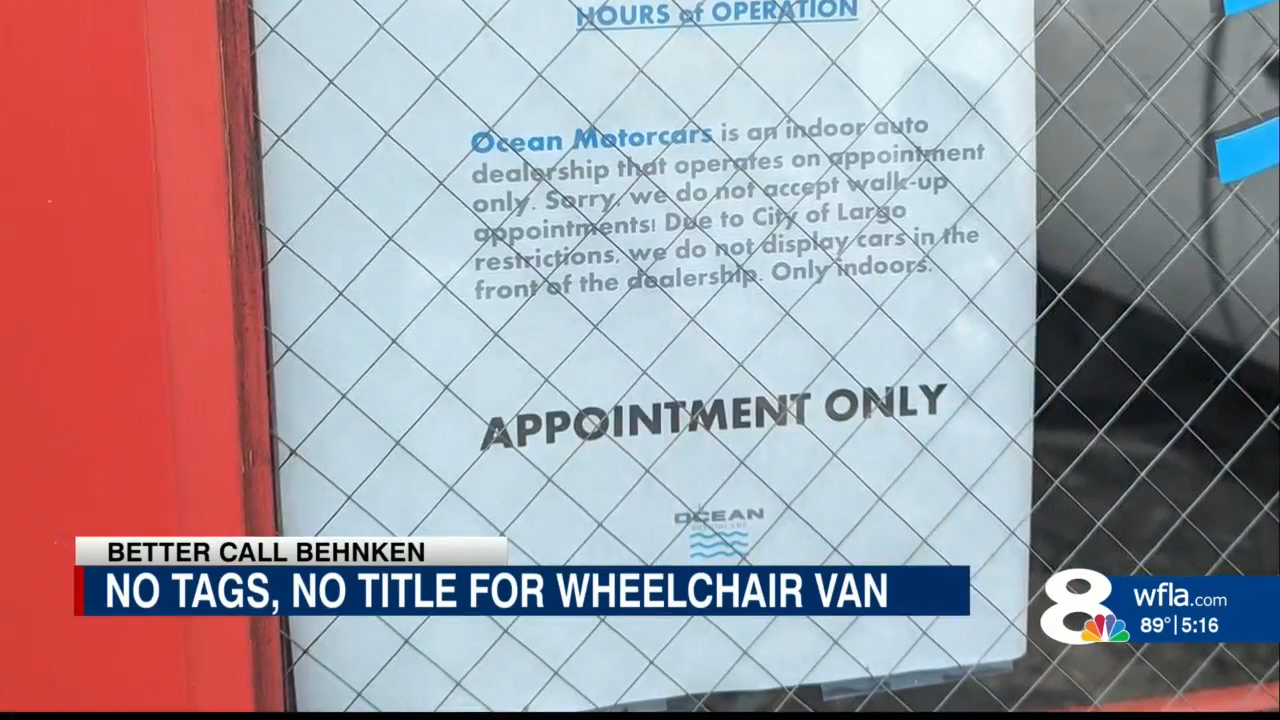 HOURS of OPERATION
Ocean Motorcars is an indoor auto
dealership that operates on appointment
only. Sorry, we do not accept walk-up
appointments! Due to City of Largo
restrictions, we do not display cars in the
front of the dealership. Only indoors.
APPOINTMENT ONLY
OCEAN
BETTER CALL BEHNKEN
NO TAGS, NO TITLE FOR WHEELCHAIR VAN
8
wfla.com
89° | 5:16